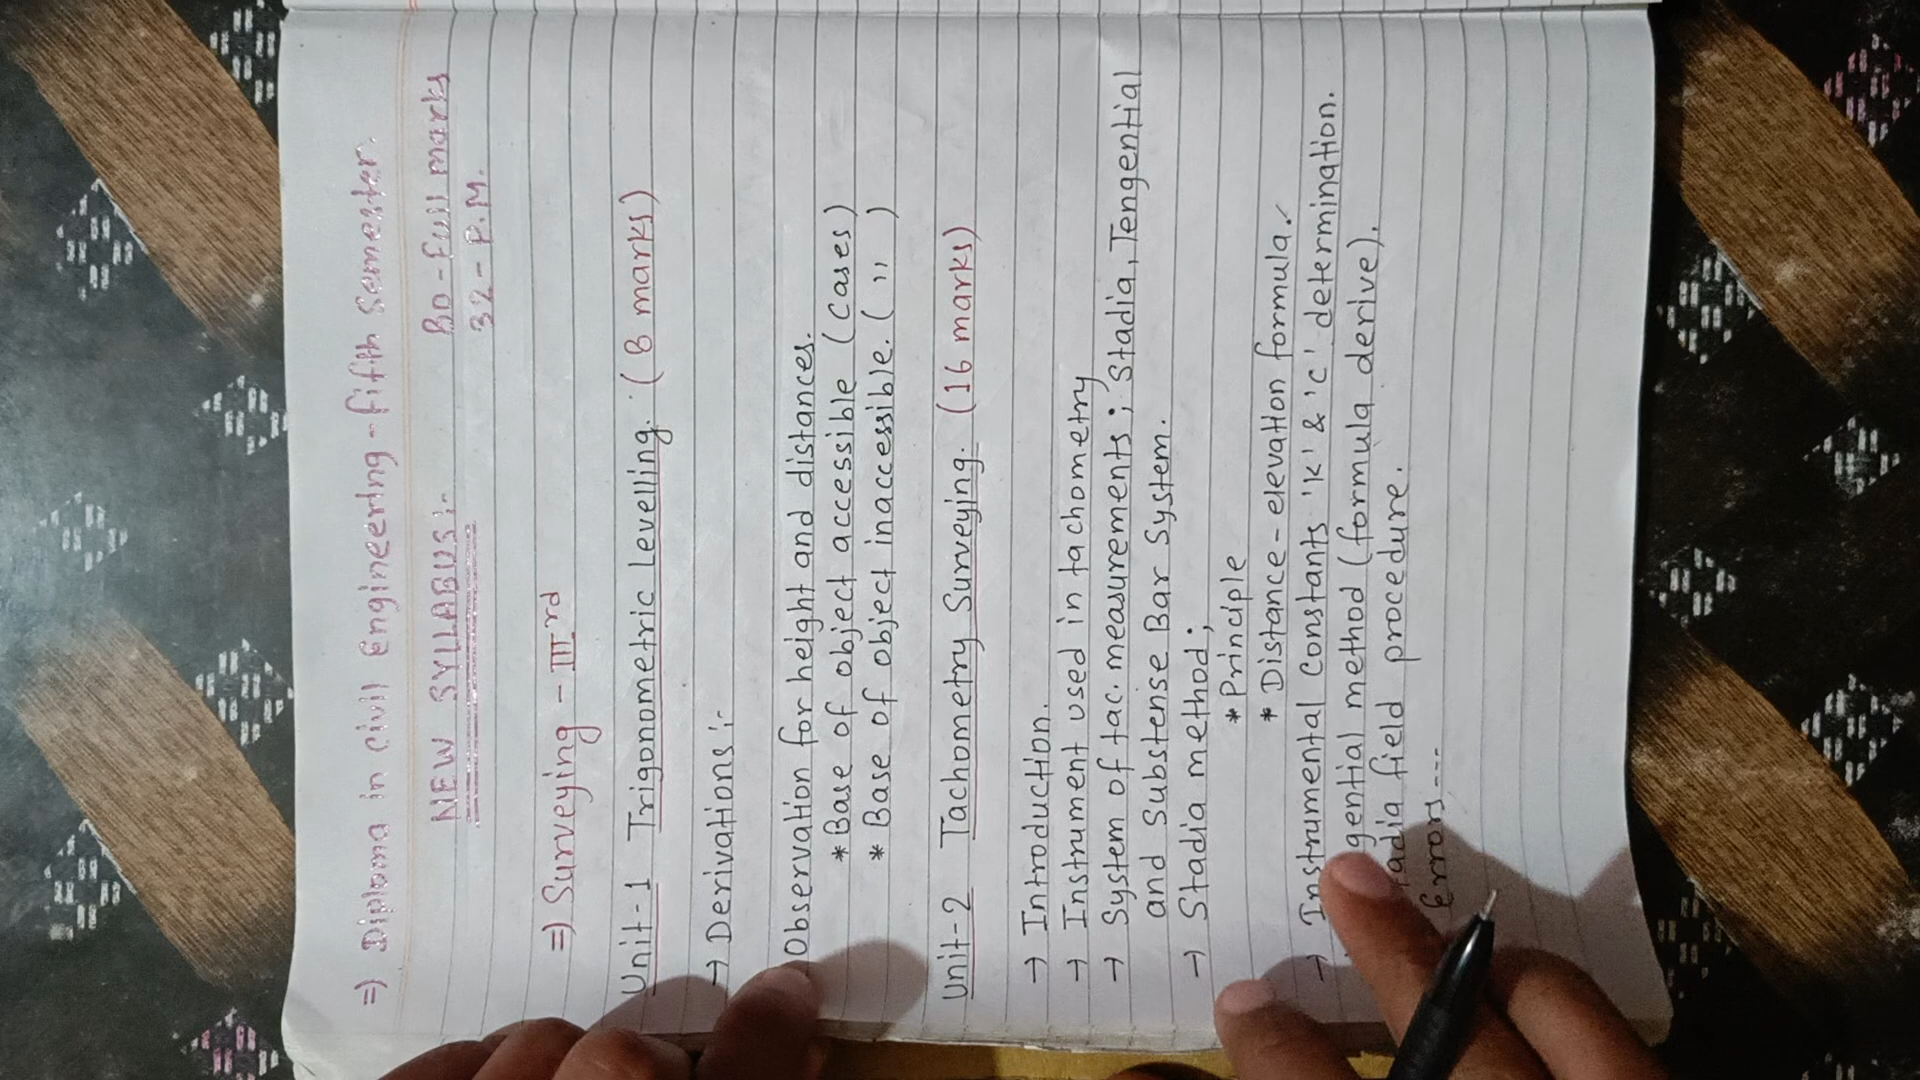 ⇒ Diploma in civil Engineering - fifth Semester.
NEW SYLLABUS:-
80 - full marks
32 - P.M.
⇒ Surveying - III rd
Unit-1 Trigonometric levelling. (8 marks)
→ Derivations:-
Observation for height and distances.
* Base of object accessible (cases)
* Base of object inaccessible. ( " )
Unit-2 Tachometry Surveying. (16 marks)
→ Introduction.
→ Instrument used in tachometry
→ System of tac. measurements; Stadia, Tengential
and Substense Bar System.
→ Stadia method;
* Principle
* Distance - elevation formula.
→ Instrumental Constants 'K' & 'C' determination.
gential method (formula derive).
adia field procedure.
Errors ---